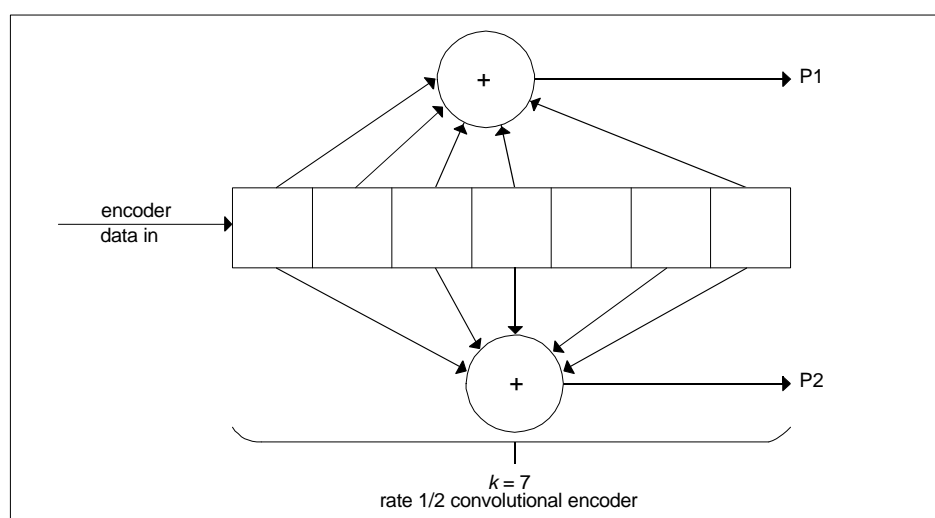 +
P1
encoder
data in
+
P2
k = 7
rate 1/2 convolutional encoder